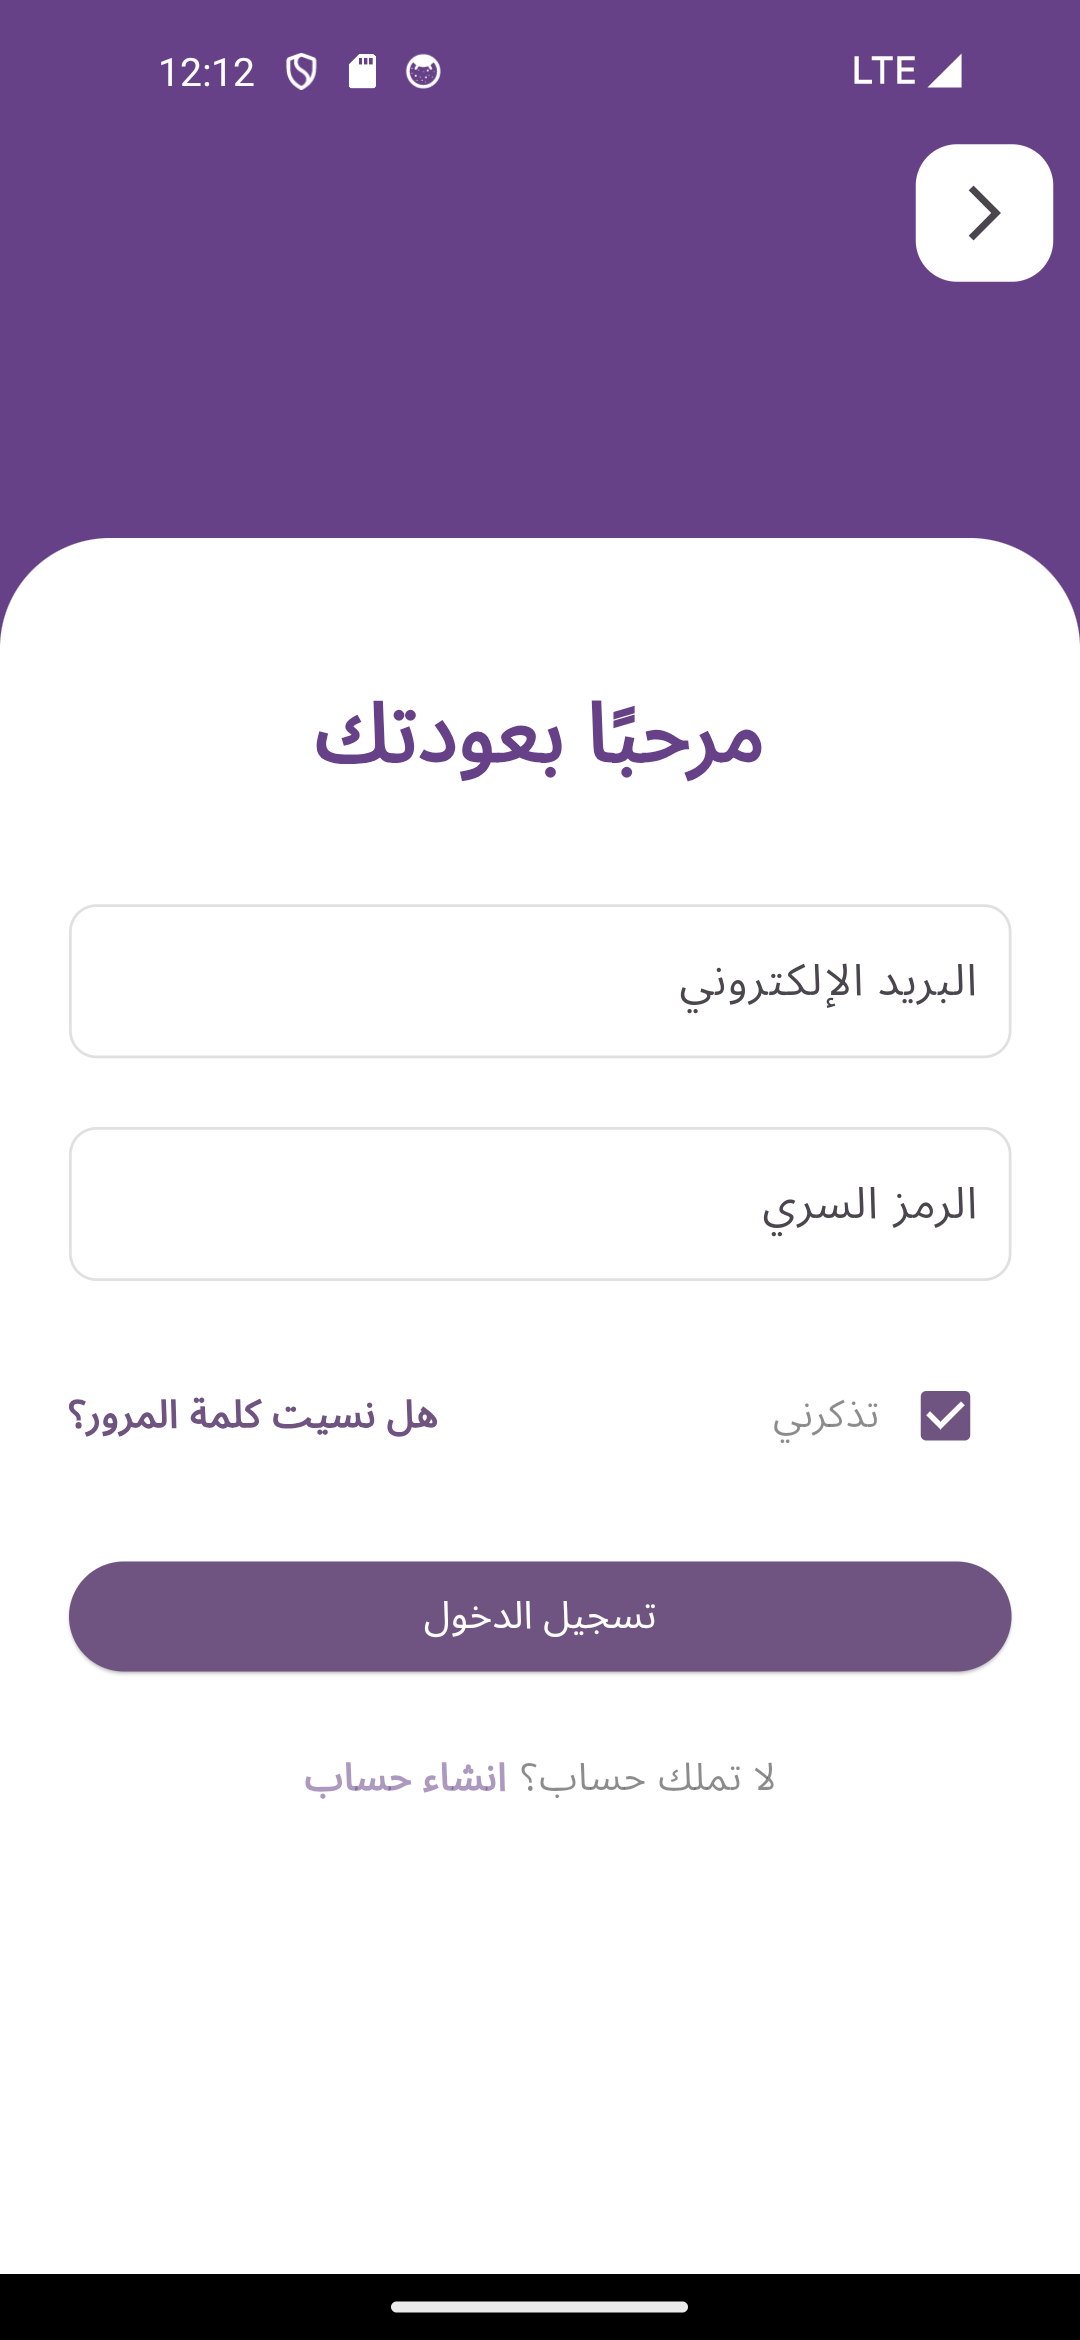 12:12 LTE
مرحبًا بعودتك
البريد الإلكتروني
الرمز السري
تذكرني هل نسيت كلمة المرور؟
تسجيل الدخول
لا تملك حساب؟ انشاء حساب